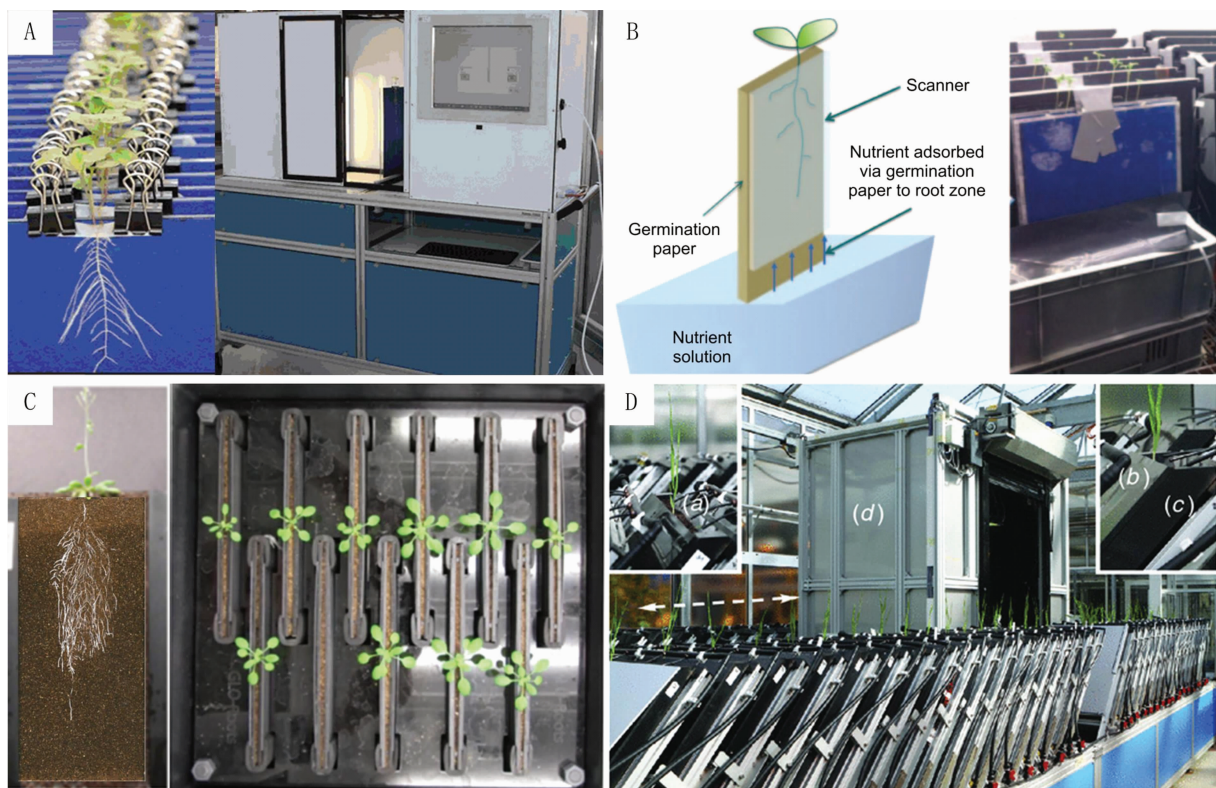 A
B
Scanner
Nutrient adsorbed
via germination
paper to root zone
Germination
paper
Nutrient
solution
C
D
(a)
(b)
(c)
(d)